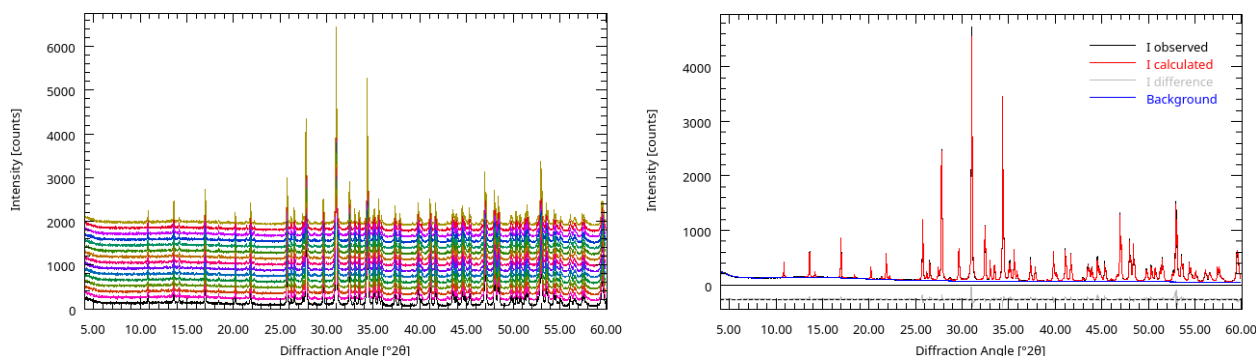 6000
5000
4000
3000
2000
1000
0
Intensity [counts]
5.00 10.00 15.00 20.00 25.00 30.00 35.00 40.00 45.00 50.00 55.00 60.00
Diffraction Angle [°2θ]
4000
3000
2000
1000
0
Intensity [counts]
I observed
I calculated
I difference
Background
5.00 10.00 15.00 20.00 25.00 30.00 35.00 40.00 45.00 50.00 55.00 60.00
Diffraction Angle [°2θ]